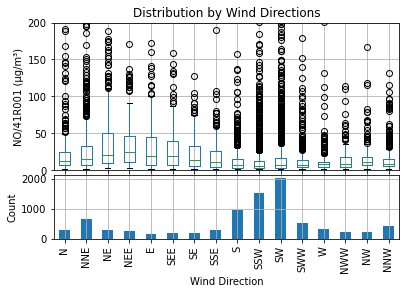 Distribution by Wind Directions
NO/41R001 (µg/m³)
200
150
100
50
0
Count
2000
1000
0
N
NNE
NE
NEE
E
SEE
SE
SSE
S
SSW
SW
SWW
W
NWW
NW
NNW
Wind Direction